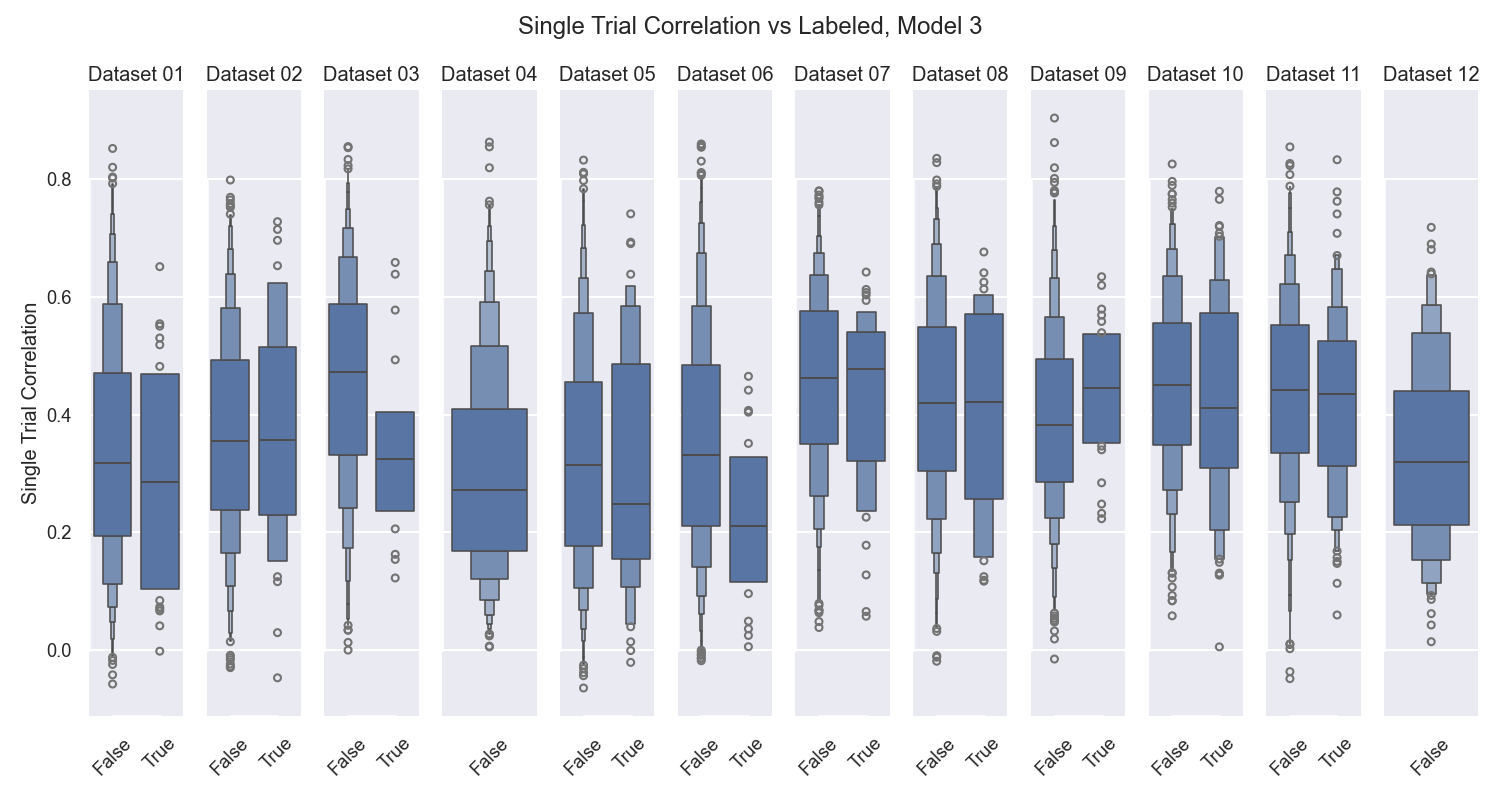 Single Trial Correlation vs Labeled, Model 3
Dataset 01 Dataset 02 Dataset 03 Dataset 04 Dataset 05 Dataset 06 Dataset 07 Dataset 08 Dataset 09 Dataset 10 Dataset 11 Dataset 12
Single Trial Correlation
0.8
0.6
0.4
0.2
0.0
False True False True False True False False True False True False True False True False True False True False True False